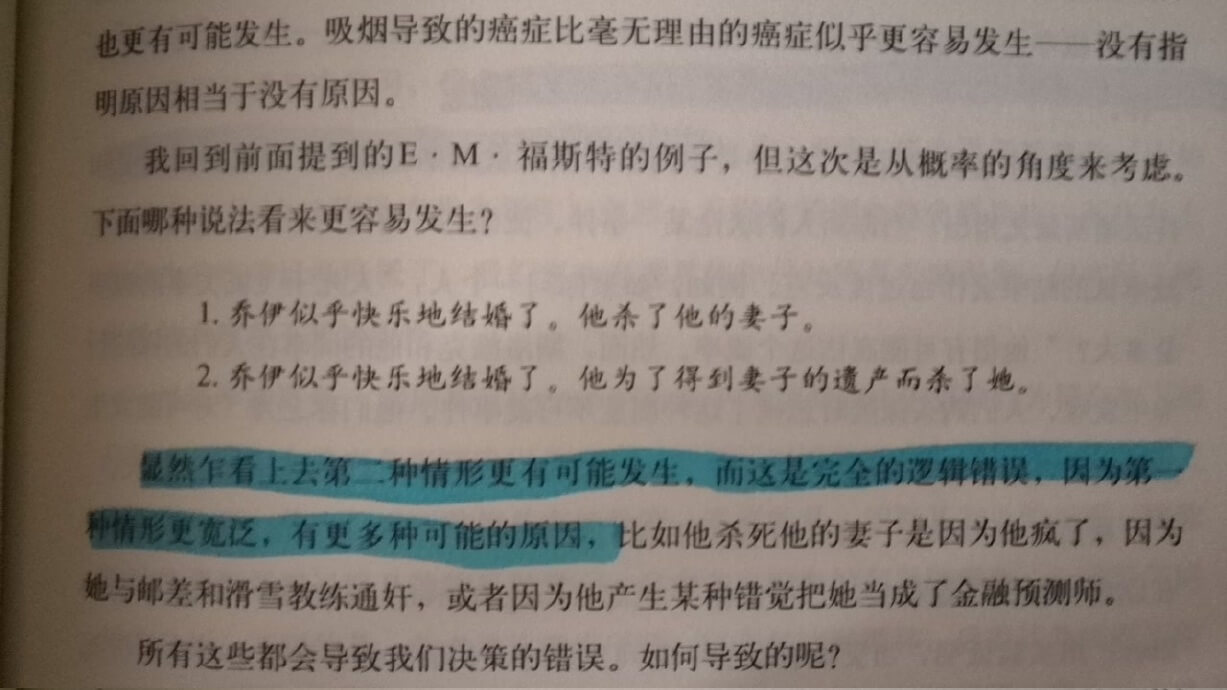 也更有可能发生。吸烟导致的癌症比毫无理由的癌症似乎更容易发生——没有指
明原因相当于没有原因。
我回到前面提到的E·M·福斯特的例子，但这次是从概率的角度来考虑。
下面哪种说法看来更容易发生？
1. 乔伊似乎快乐地结婚了。他杀了他的妻子。
2. 乔伊似乎快乐地结婚了。他为了得到妻子的遗产而杀了她。
显然乍看上去第二种情形更有可能发生，而这是完全的逻辑错误，因为第一
种情形更宽泛，有更多种可能的原因，比如他杀死他的妻子是因为他疯了，因为
她与邮差和滑雪教练通奸，或者因为他产生某种错觉把她当成了金融预测师。
所有这些都会导致我们决策的错误。如何导致的呢？